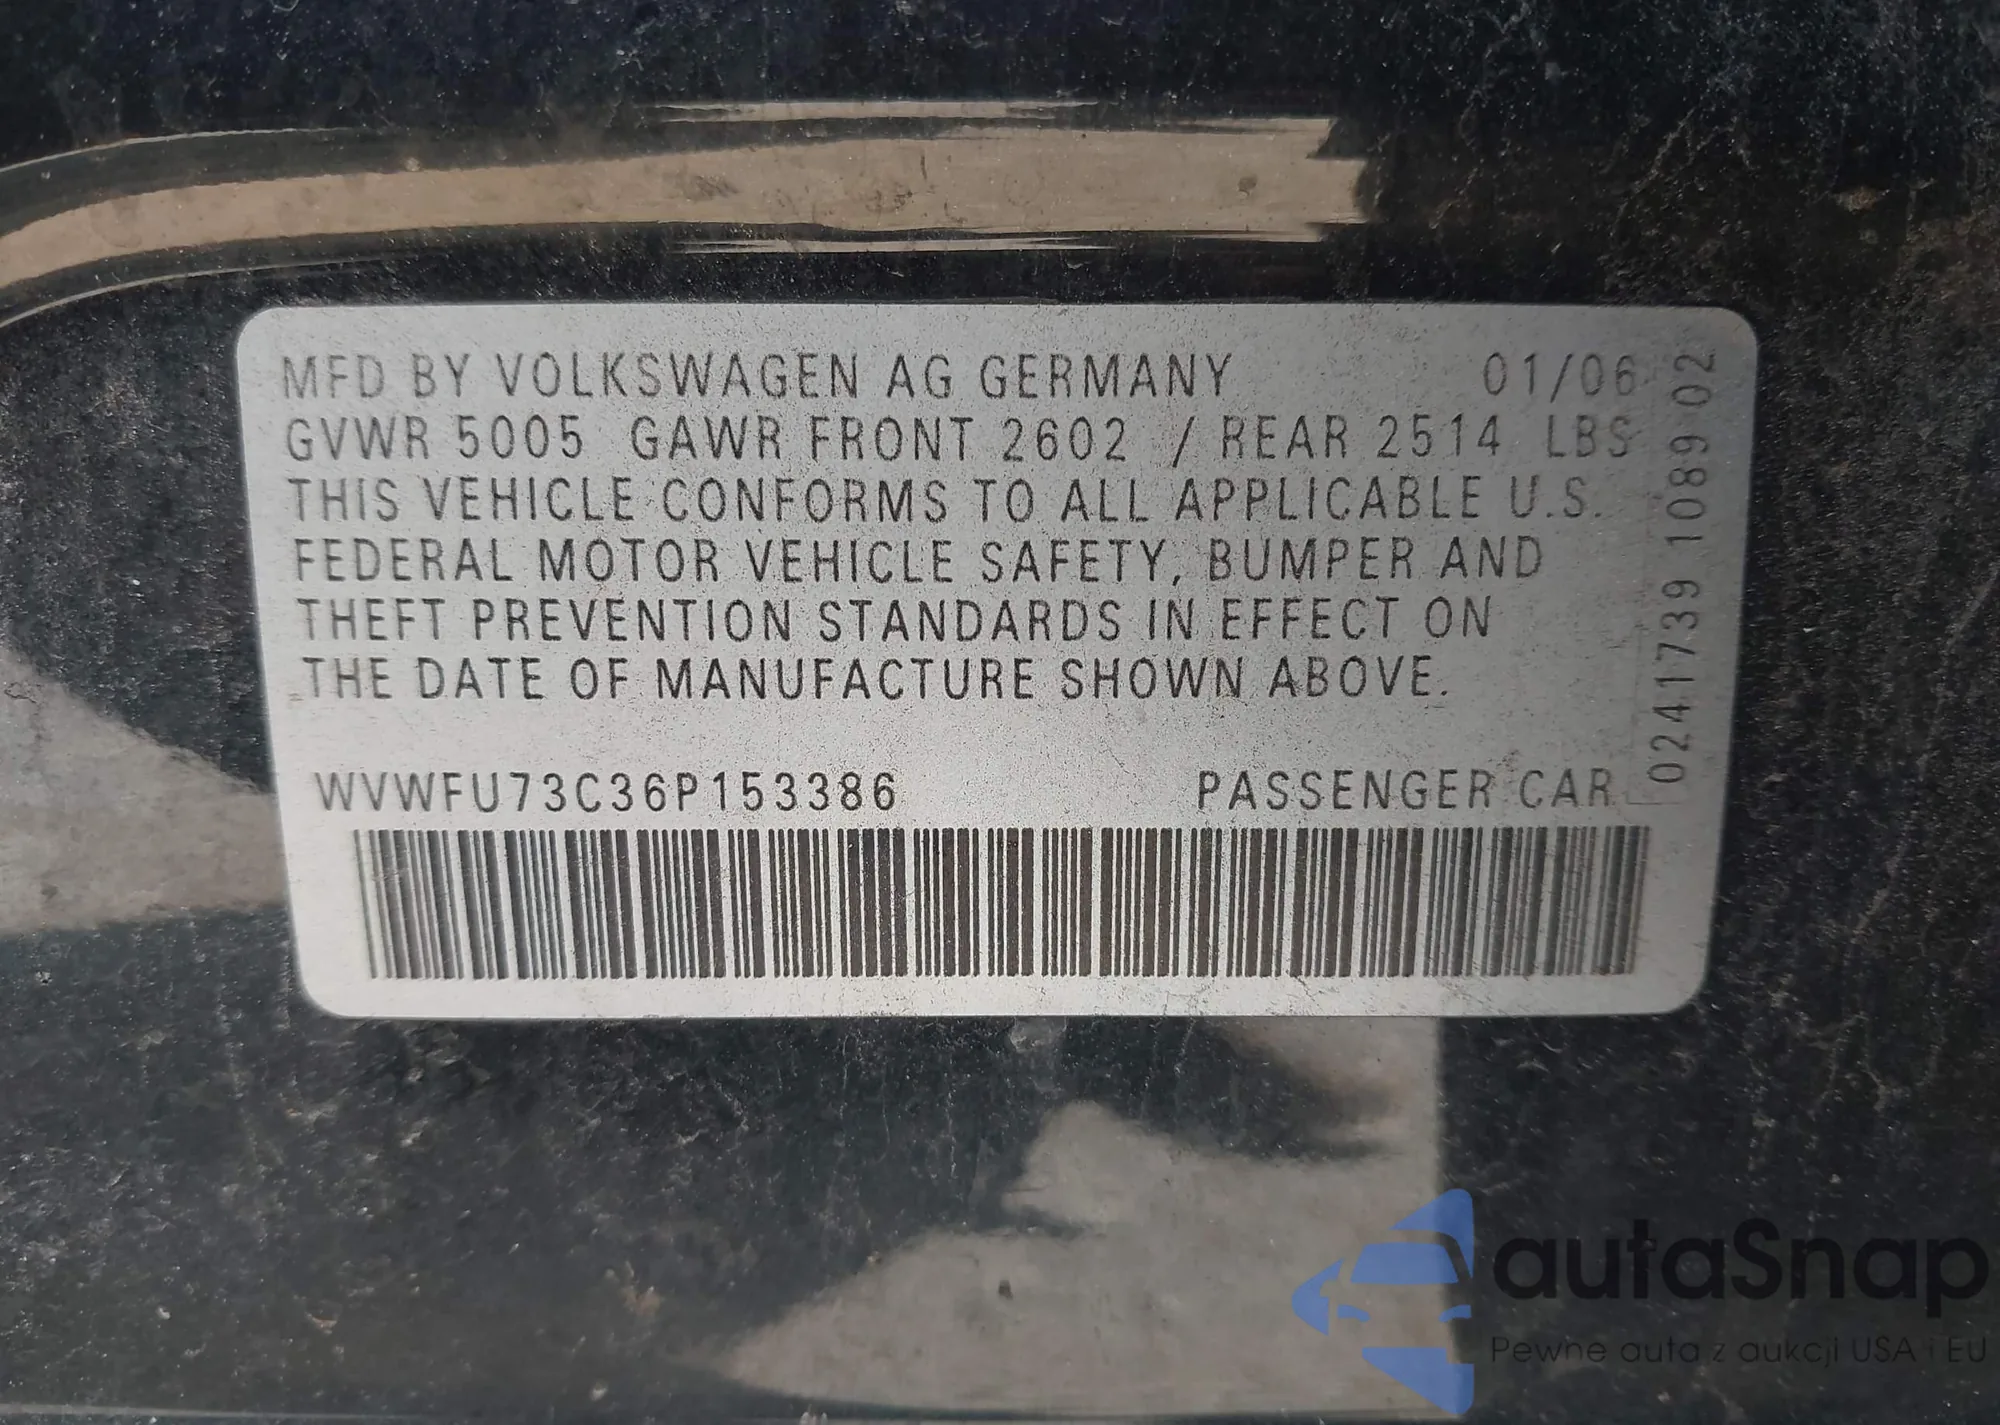 MFD BY VOLKSWAGEN AG GERMANY 01/06
GVWR 5005 GAWR FRONT 2602 / REAR 2514 LBS
THIS VEHICLE CONFORMS TO ALL APPLICABLE U.S.
FEDERAL MOTOR VEHICLE SAFETY, BUMPER AND
THEFT PREVENTION STANDARDS IN EFFECT ON
THE DATE OF MANUFACTURE SHOWN ABOVE.
WVWFU73C36P153386 PASSENGER CAR
02417739 1089 02
autaSnap
Pewne auta z aukcji USA i EU